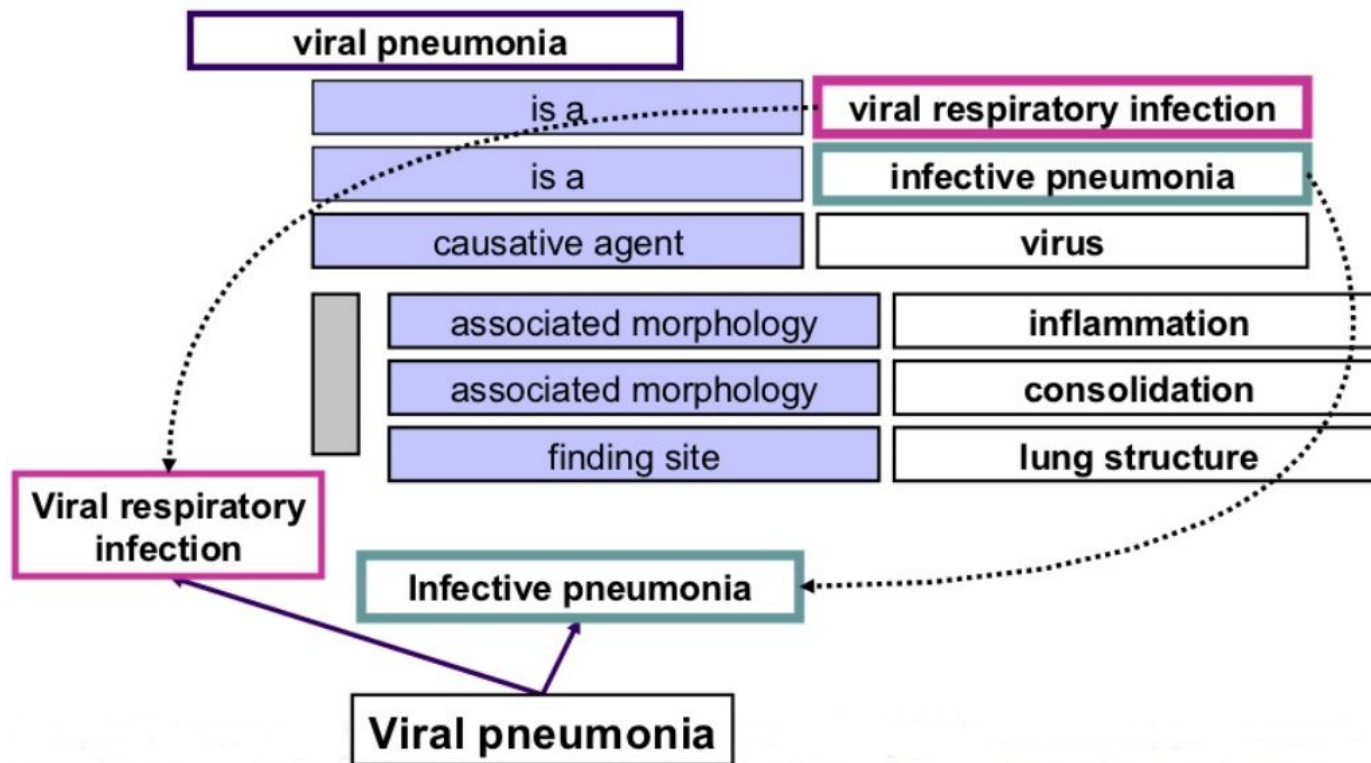 viral pneumonia
is a
viral respiratory infection
is a
infective pneumonia
causative agent
virus
associated morphology
inflammation
associated morphology
consolidation
finding site
lung structure
Viral respiratory
infection
Infective pneumonia
Viral pneumonia